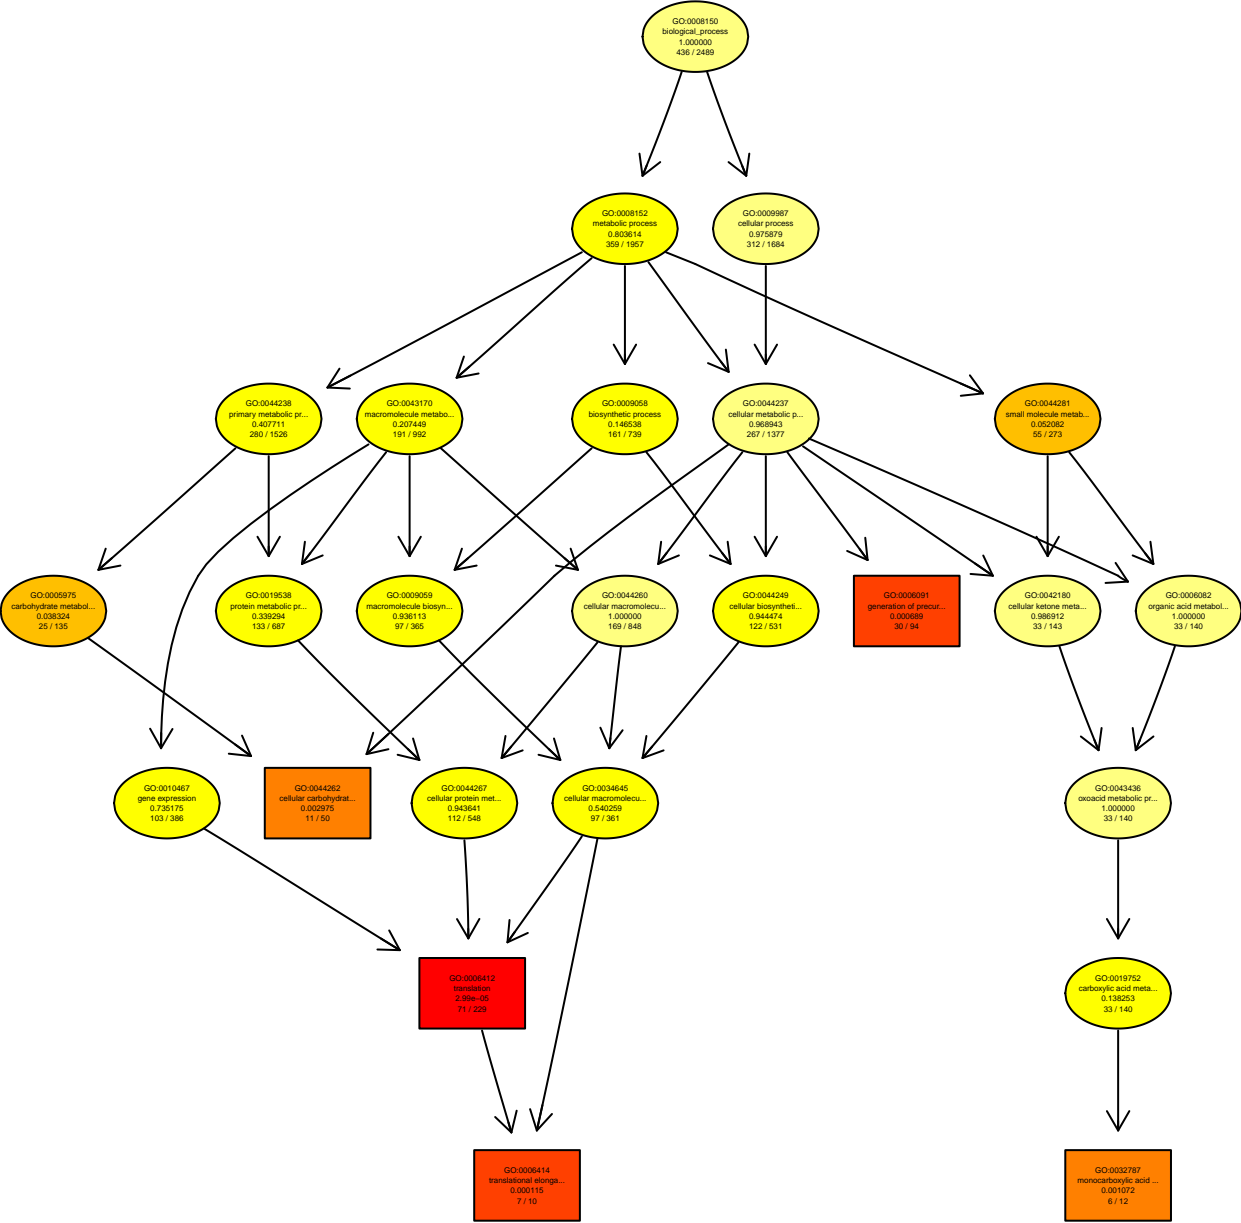 GO:0008150
biological_process
1.000000
436 / 2489
GO:0008152
metabolic process
0.803614
359 / 1957
GO:0009987
cellular process
0.975879
312 / 1684
GO:0044238
primary metabolic pr...
0.407711
280 / 1526
GO:0043170
macromolecule metabo...
0.207449
191 / 992
GO:0009058
biosynthetic process
0.146538
161 / 739
GO:0044237
cellular metabolic p...
0.968943
267 / 1377
GO:0044281
small molecule metab...
0.052082
55 / 273
GO:0005975
carbohydrate metabol...
0.038324
25 / 135
GO:0019538
protein metabolic pr...
0.339294
133 / 687
GO:0009059
macromolecule biosyn...
0.936113
97 / 365
GO:0044260
cellular macromolecu...
1.000000
169 / 848
GO:0044249
cellular biosyntheti...
0.944474
122 / 531
GO:0006091
generation of precur...
0.000689
30 / 94
GO:0042180
cellular ketone meta...
0.986912
33 / 143
GO:0006082
organic acid metabol...
1.000000
33 / 140
GO:0010467
gene expression
0.735175
103 / 386
GO:0044262
cellular carbohydrat...
0.002975
11 / 50
GO:0044267
cellular protein met...
0.943641
112 / 548
GO:0034645
cellular macromolecu...
0.540259
97 / 361
GO:0043436
oxoacid metabolic pr...
1.000000
33 / 140
GO:0006412
translation
2.99e−05
71 / 229
GO:0019752
carboxylic acid meta...
0.138253
33 / 140
GO:0006414
translational elonga...
0.000115
7 / 10
GO:0032787
monocarboxylic acid ...
0.001072
6 / 12